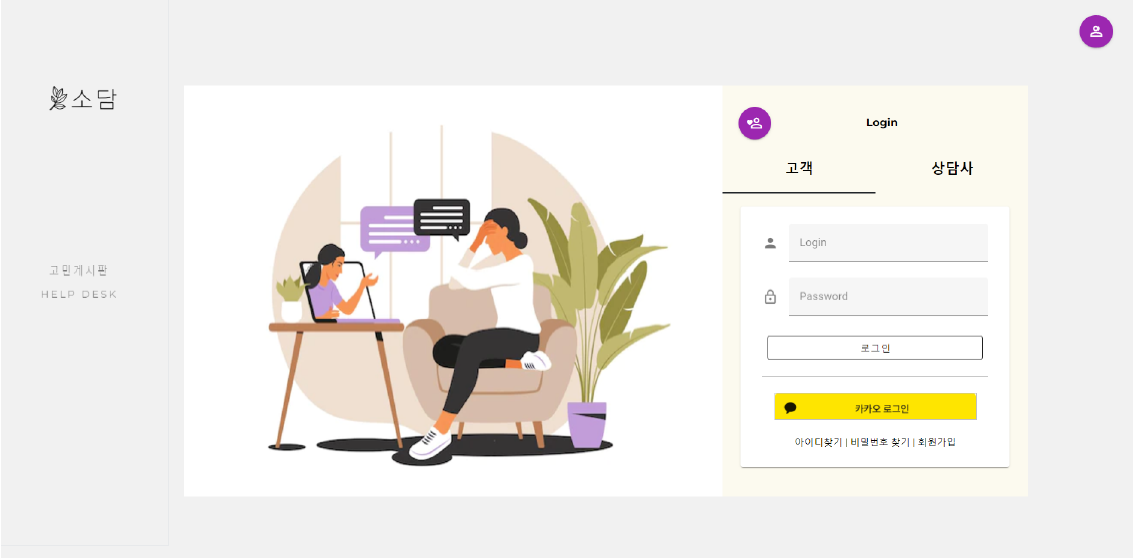 소담
고민게시판
HELP DESK
Login
고객
상담사
Login
Password
로그인
카카오 로그인
아이디찾기 | 비밀번호 찾기 | 회원가입